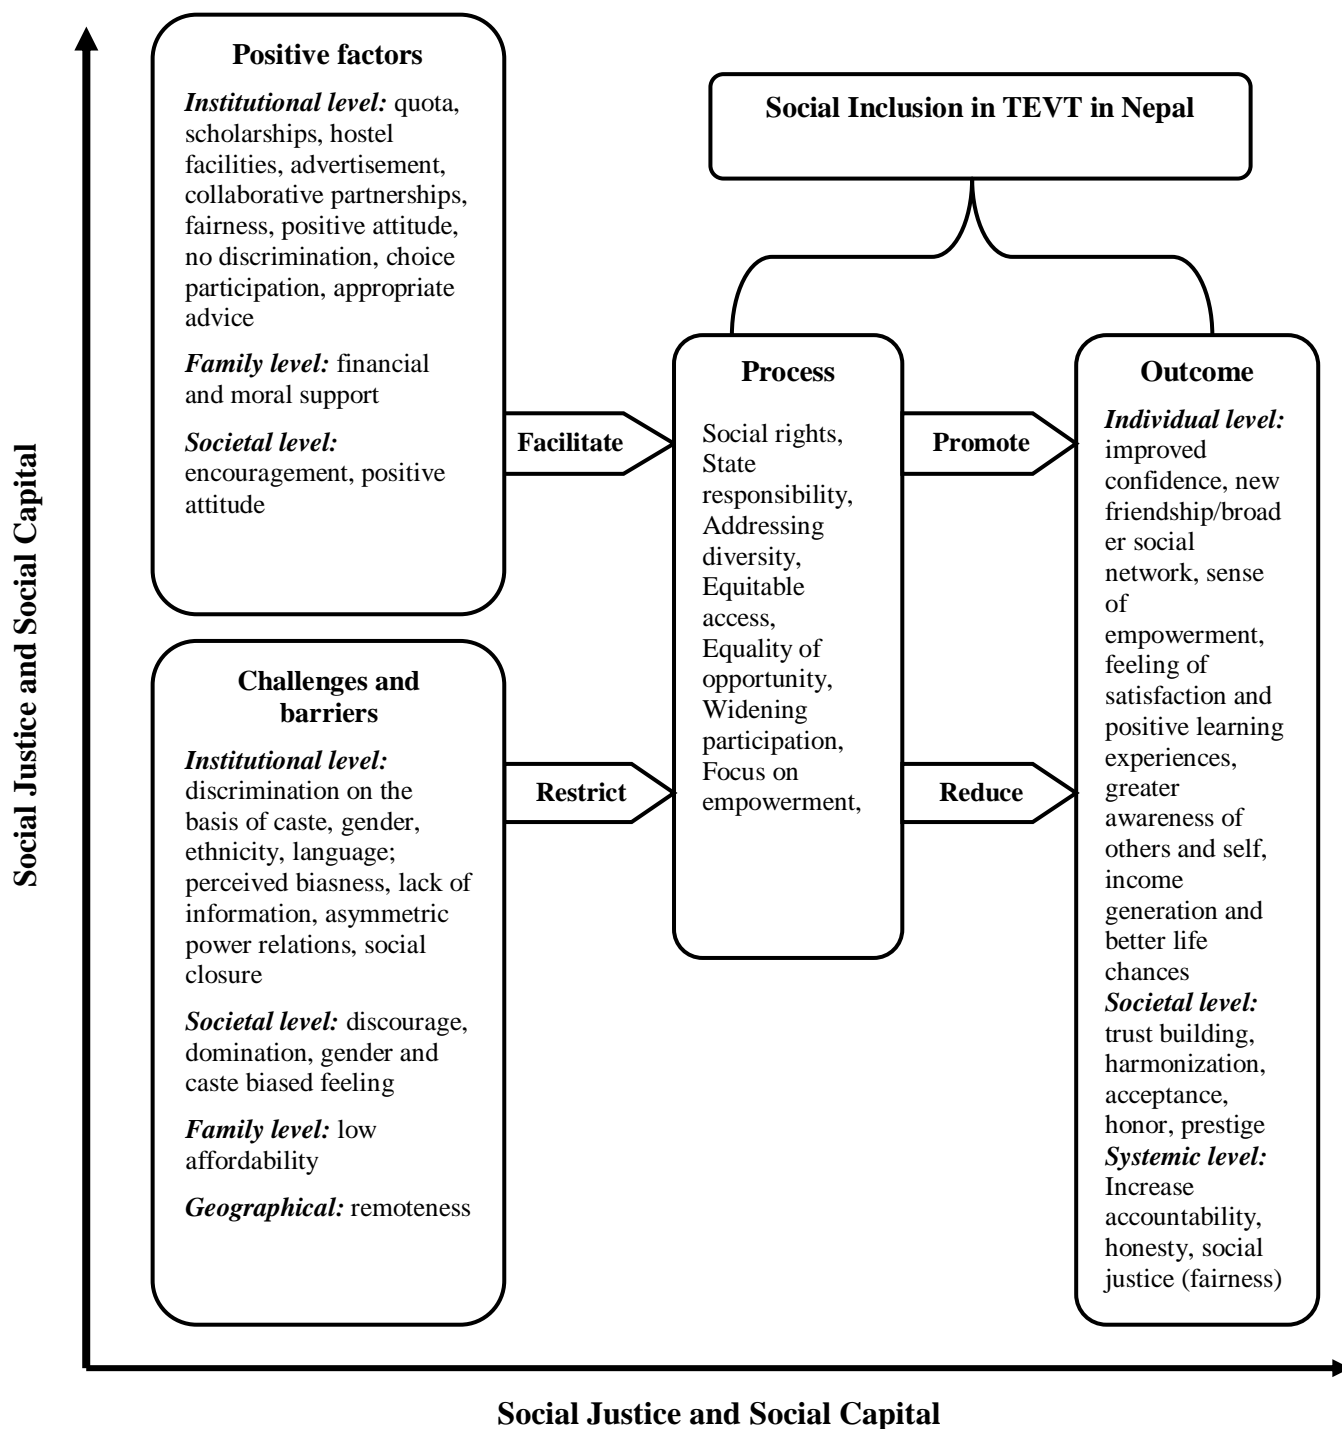 Positive factors
Institutional level: quota,
scholarships, hostel
facilities, advertisement,
collaborative partnerships,
fairness, positive attitude,
no discrimination, choice
participation, appropriate
advice
Family level: financial
and moral support
Societal level:
encouragement, positive
attitude
Challenges and
barriers
Institutional level:
discrimination on the
basis of caste, gender,
ethnicity, language;
perceived biasness, lack of
information, asymmetric
power relations, social
closure
Societal level: discourage,
domination, gender and
caste biased feeling
Family level: low
affordability
Geographical: remoteness
Facilitate
Restrict
Social Inclusion in TEVT in Nepal
Process
Social rights,
State
responsibility,
Addressing
diversity,
Equitable
access,
Equality of
opportunity,
Widening
participation,
Focus on
empowerment,
Promote
Reduce
Outcome
Individual level:
improved
confidence, new
friendship/broad
er social
network, sense
of
empowerment,
feeling of
satisfaction and
positive learning
experiences,
greater
awareness of
others and self,
income
generation and
better life
chances
Societal level:
trust building,
harmonization,
acceptance,
honor, prestige
Systemic level:
Increase
accountability,
honesty, social
justice (fairness)
Social Justice and Social Capital
Social Justice and Social Capital